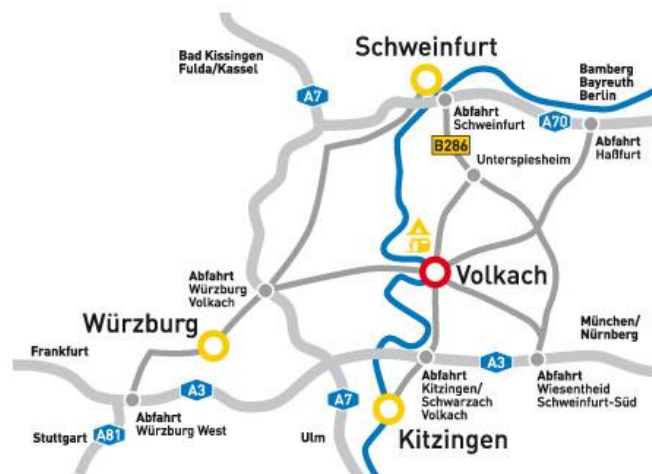 Schweinfurt
Bad Kissingen
Fulda/Kassel
A7
Bamberg
Bayreuth
Berlin
Abfahrt
Schweinfurt
A70
B286
Abfahrt
Haßfurt
Unterspiesheim
Abfahrt
Würzburg
Volkach
Volkach
Würzburg
München/
Nürnberg
Frankfurt
A3
Abfahrt
Kitzingen/
Schwarzach
Volkach
A3
Abfahrt
Wiesentheid
Schweinfurt-Süd
A7
Abfahrt
Würzburg West
Stuttgart
A81
Ulm
Kitzingen